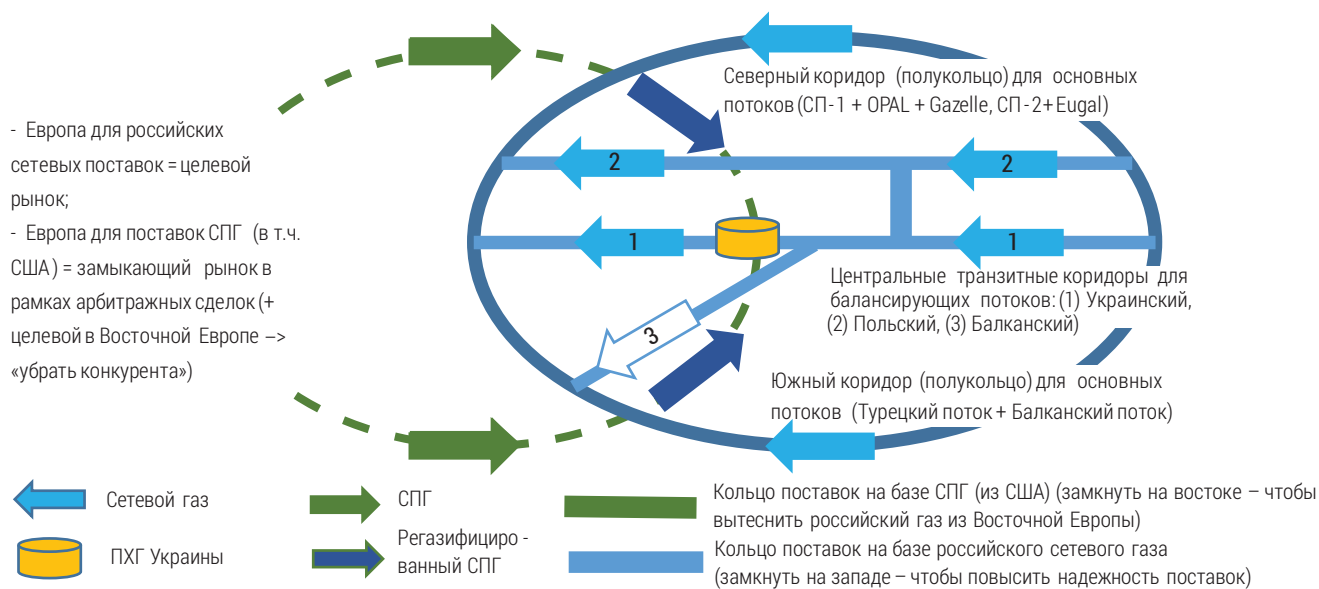 - Европа для российских
сетевых поставок = целевой
рынок;
- Европа для поставок СПГ (в т.ч.
США) = замыкающий рынок в
рамках арбитражных сделок (+
целевой в Восточной Европе –>
«убрать конкурента»)
Северный коридор (полукольцо) для основных
потоков (СП-1 + OPAL + Gazelle, СП-2+ Eugal)
2
2
1
1
3
Центральные транзитные коридоры для
балансирующих потоков: (1) Украинский,
(2) Польский, (3) Балканский)
Южный коридор (полукольцо) для основных
потоков (Турецкий поток + Балканский поток)
Сетевой газ
ПХГ Украины
СПГ
Регазифициро -
ванный СПГ
Кольцо поставок на базе СПГ (из США) (замкнуть на востоке – чтобы
вытеснить российский газ из Восточной Европы)
Кольцо поставок на базе российского сетевого газа
(замкнуть на западе – чтобы повысить надежность поставок)